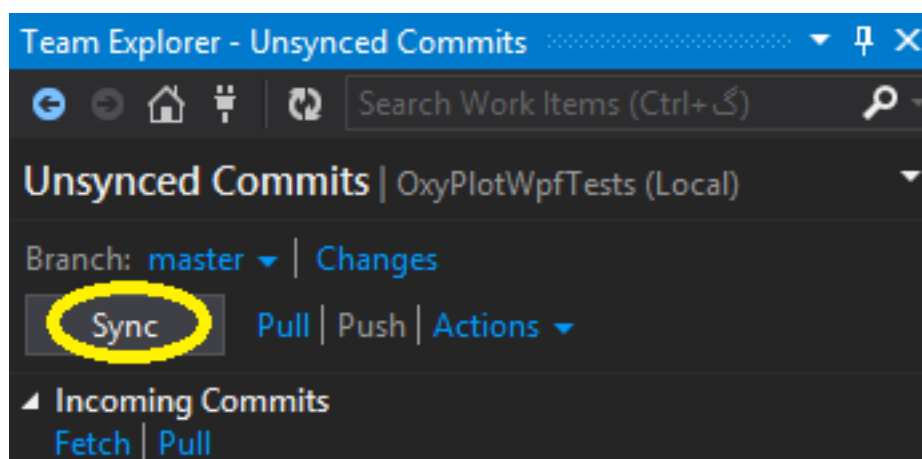 Team Explorer - Unsynced Commits
Search Work Items (Ctrl+گ)
Unsynced Commits | OxyPlotWpfTests (Local)
Branch: master | Changes
Sync Pull | Push | Actions
Incoming Commits
Fetch | Pull